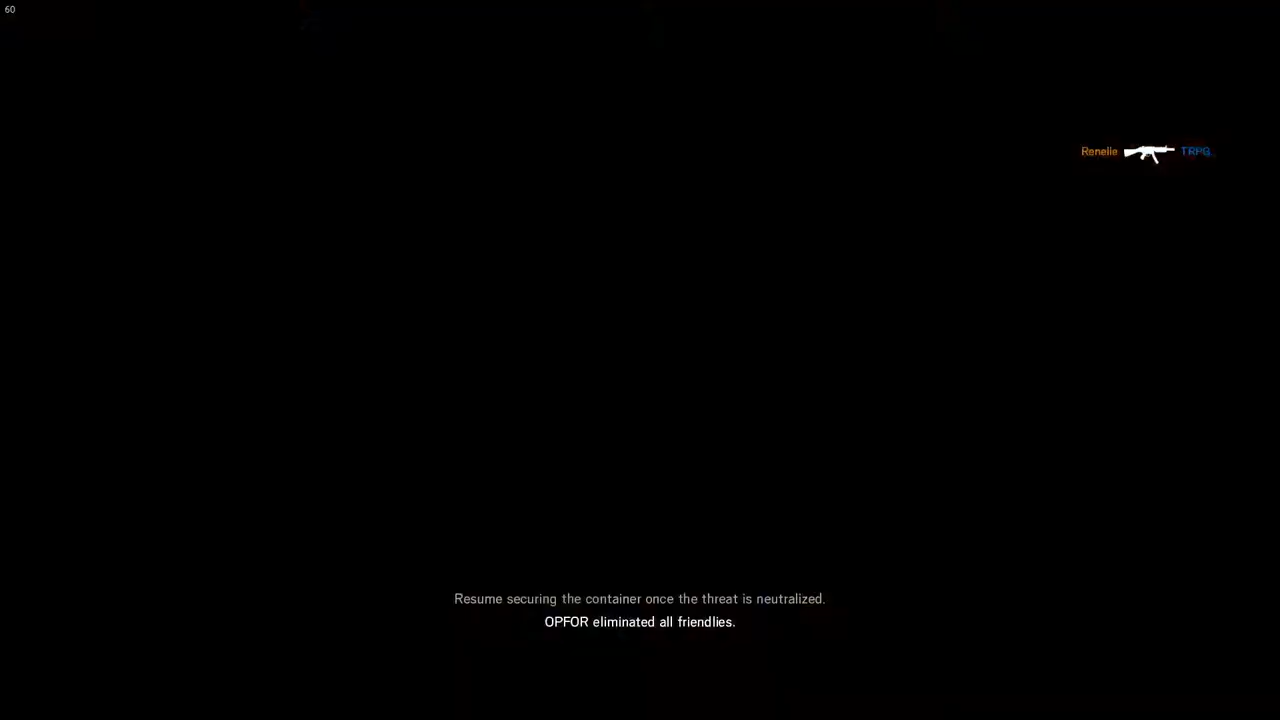 60
Renelle TRPG
Resume securing the container once the threat is neutralized.
OPFOR eliminated all friendlies.